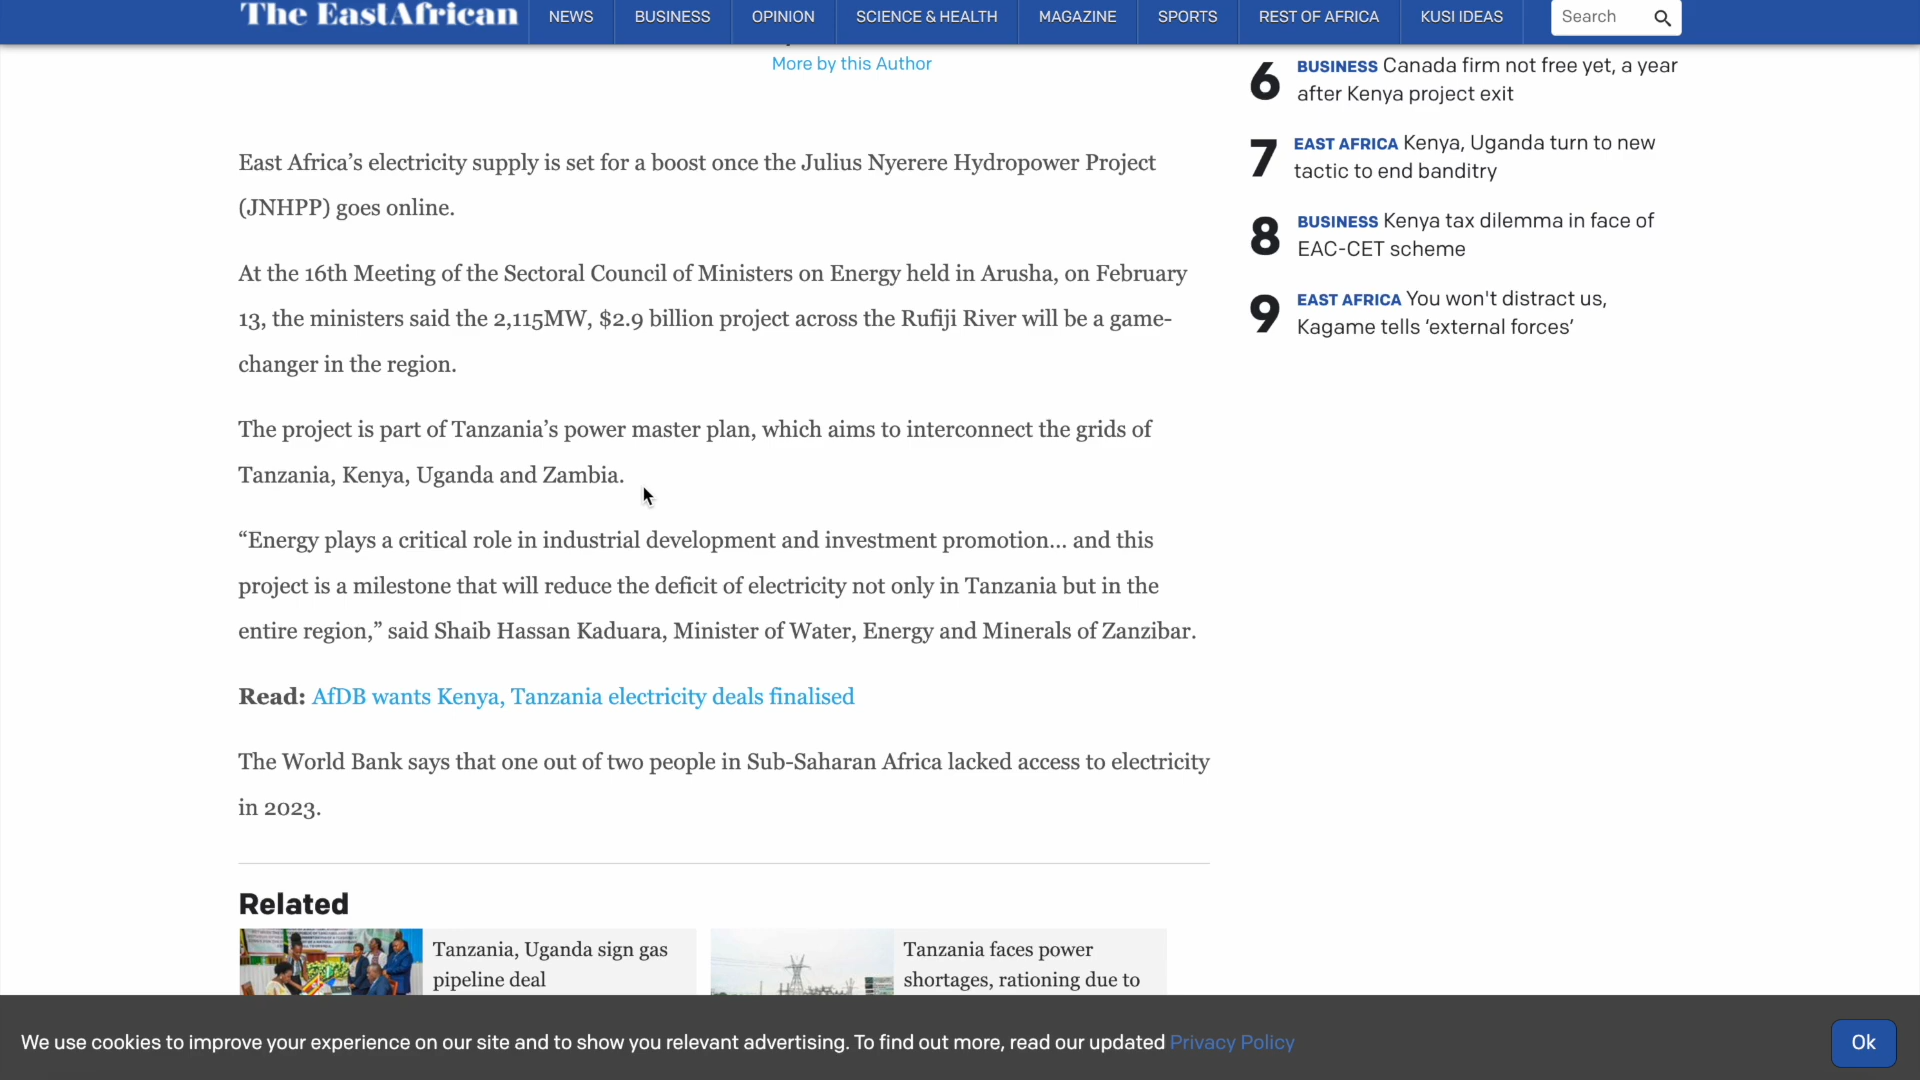 The EastAfrican
NEWS
BUSINESS
OPINION
SCIENCE & HEALTH
MAGAZINE
SPORTS
REST OF AFRICA
KUSI IDEAS
Search
More by this Author
East Africa’s electricity supply is set for a boost once the Julius Nyerere Hydropower Project
(JNHPP) goes online.
At the 16th Meeting of the Sectoral Council of Ministers on Energy held in Arusha, on February
13, the ministers said the 2,115MW, $2.9 billion project across the Rufiji River will be a game-
changer in the region.
The project is part of Tanzania’s power master plan, which aims to interconnect the grids of
Tanzania, Kenya, Uganda and Zambia.
“Energy plays a critical role in industrial development and investment promotion... and this
project is a milestone that will reduce the deficit of electricity not only in Tanzania but in the
entire region,” said Shaib Hassan Kaduara, Minister of Water, Energy and Minerals of Zanzibar.
Read: AfDB wants Kenya, Tanzania electricity deals finalised
The World Bank says that one out of two people in Sub-Saharan Africa lacked access to electricity
in 2023.
Related
Tanzania, Uganda sign gas
pipeline deal
Tanzania faces power
shortages, rationing due to
6 BUSINESS Canada firm not free yet, a year
after Kenya project exit
7 EAST AFRICA Kenya, Uganda turn to new
tactic to end banditry
8 BUSINESS Kenya tax dilemma in face of
EAC-CET scheme
9 EAST AFRICA You won't distract us,
Kagame tells ‘external forces’
We use cookies to improve your experience on our site and to show you relevant advertising. To find out more, read our updated Privacy Policy
Ok